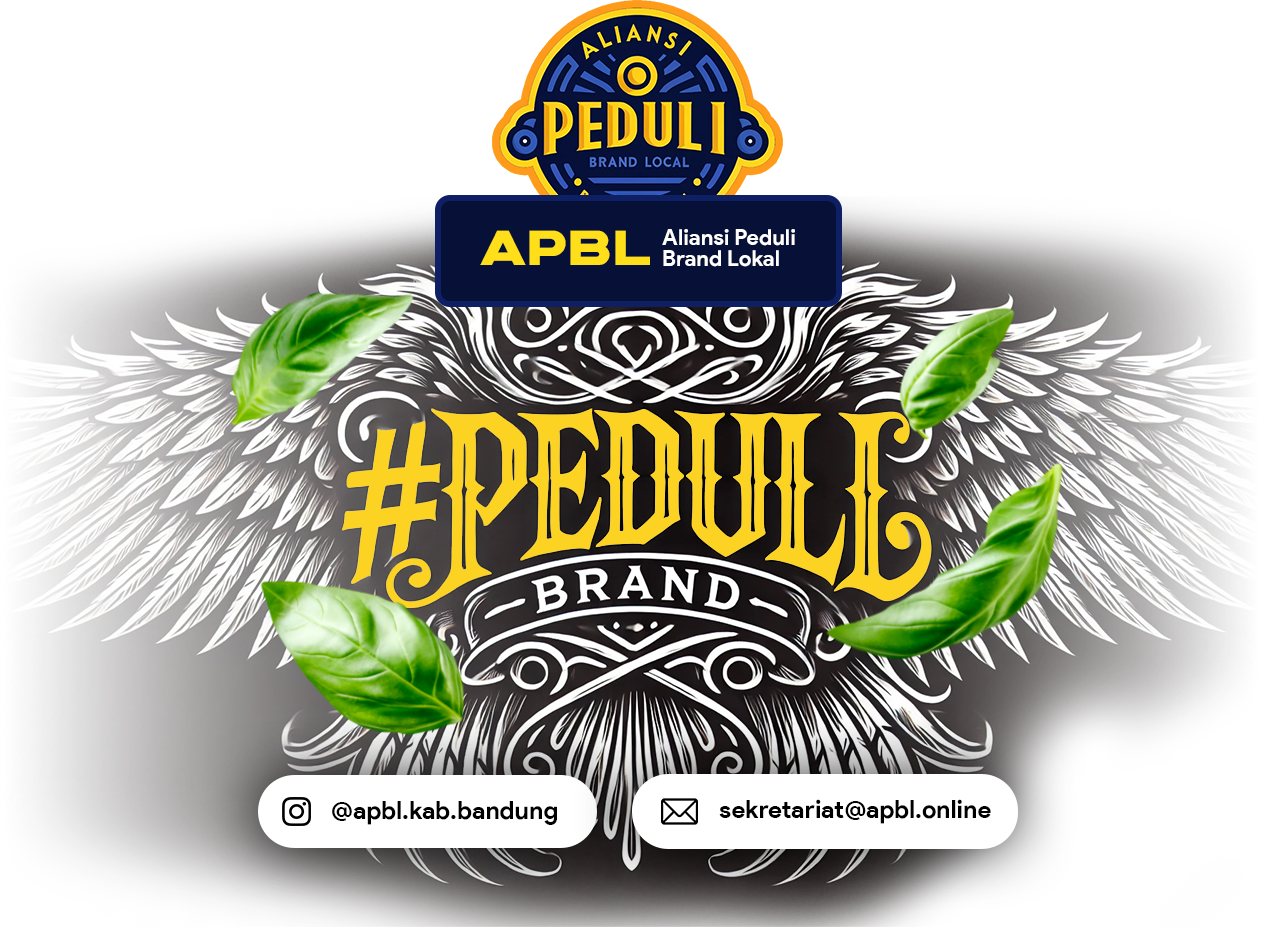 ALIANSI
PEDULI
BRAND LOCAL
APBL
Aliansi Peduli
Brand Lokal
#PEDULI
BRAND
@apbl.kab.bandung
sekretariat@apbl.online